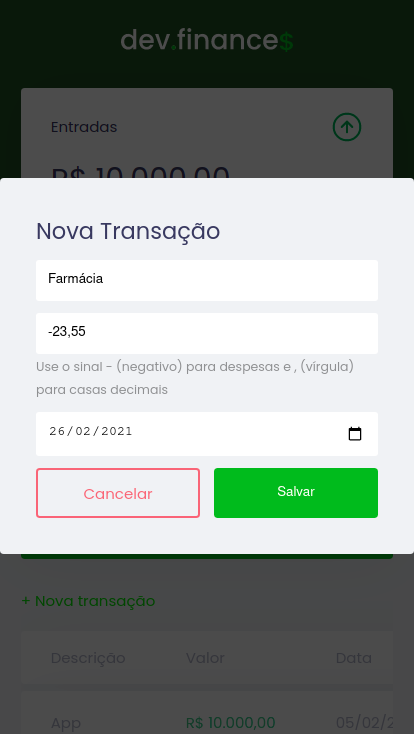 dev.finance$
Entradas
R$ 10.000,00
Nova Transação
Farmácia
-23,55
Use o sinal - (negativo) para despesas e , (vírgula)
para casas decimais
26/02/2021
Cancelar Salvar
+ Nova transação
Descrição Valor Data
App R$ 10.000,00 05/02/2